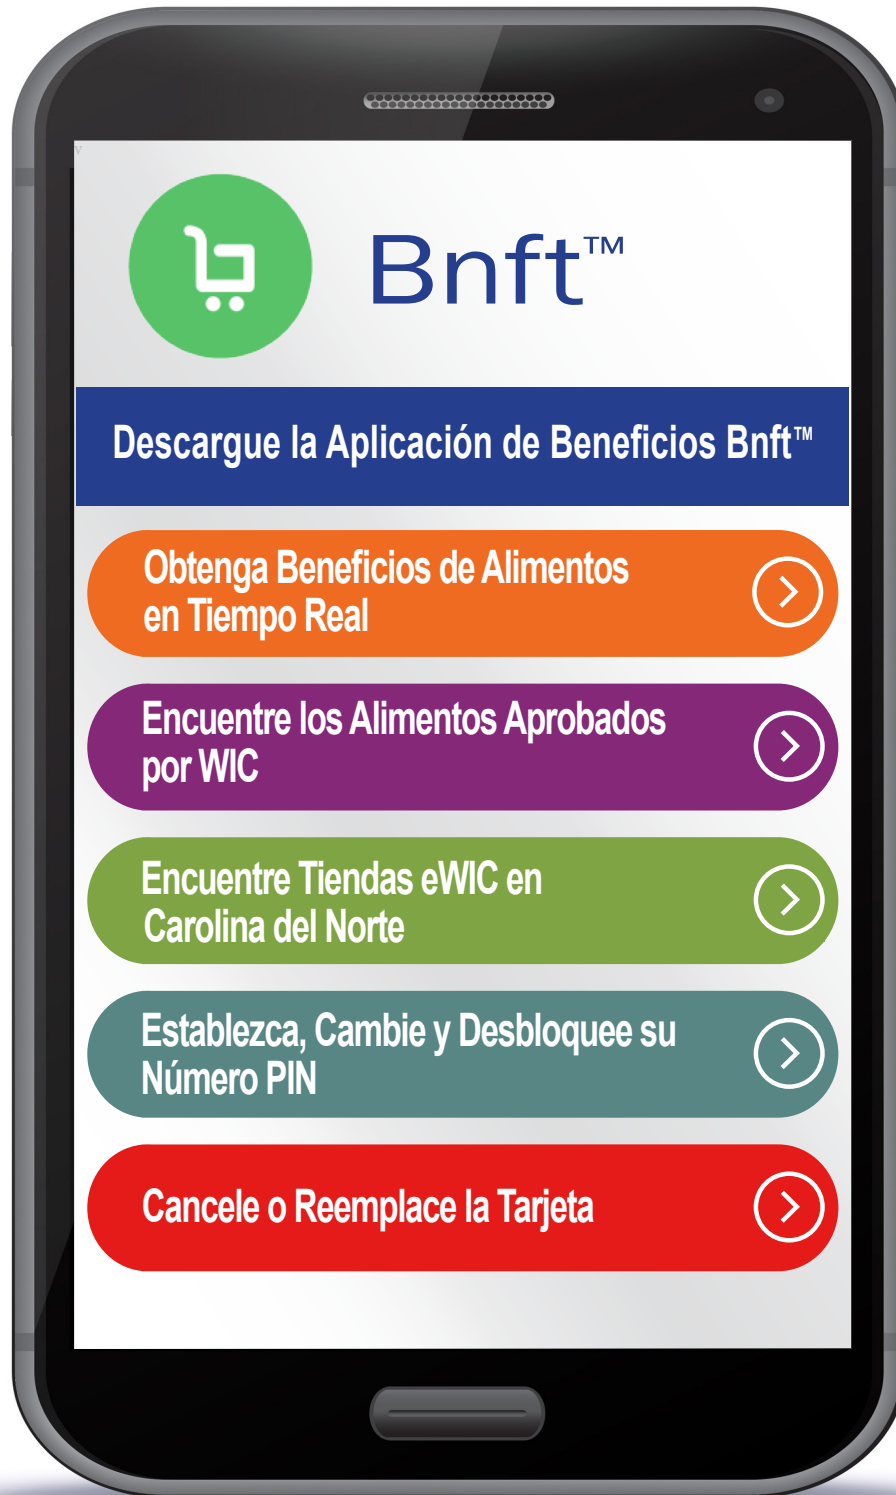 v
Bnft™
Descargue la Aplicación de Beneficios Bnft™
Obtenga Beneficios de Alimentos
en Tiempo Real
Encuentre los Alimentos Aprobados
por WIC
Encuentre Tiendas eWIC en
Carolina del Norte
Establezca, Cambie y Desbloquee su
Número PIN
Cancele o Reemplace la Tarjeta